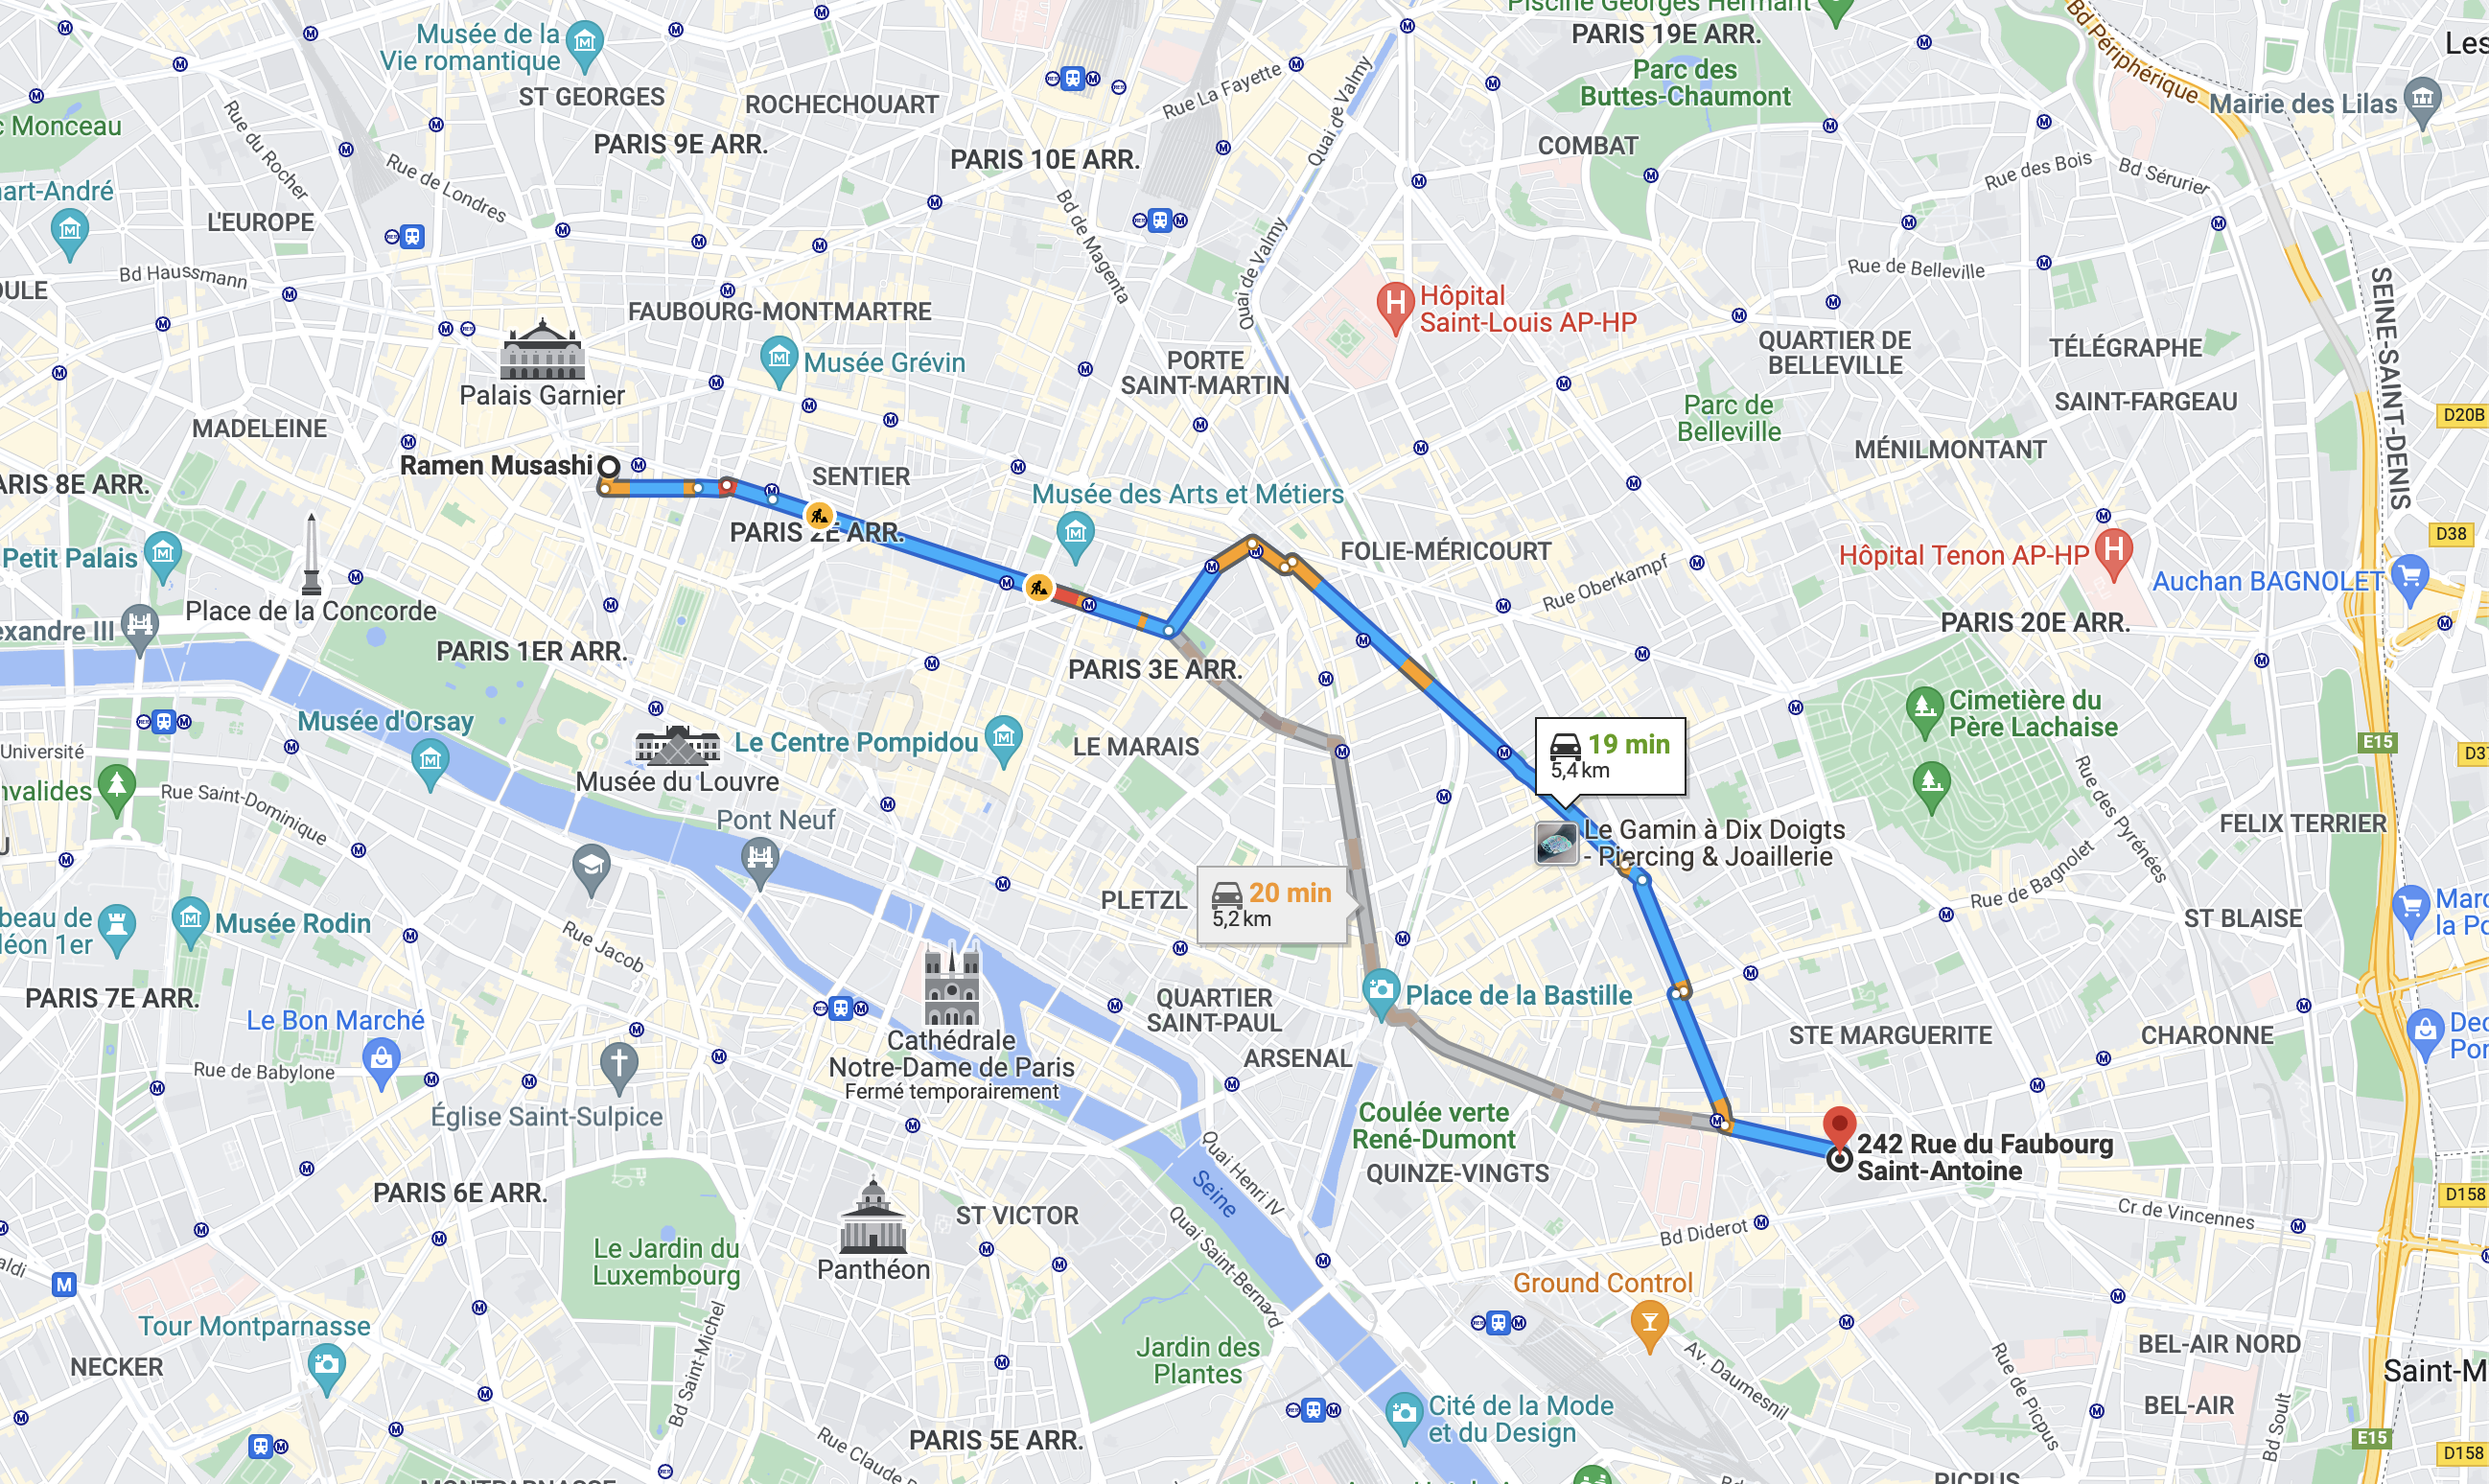 Piscine Georges Hermant
PARIS 19E ARR.
Musée de la
Vie romantique
ST GEORGES
ROCHECHOUART
PARIS 9E ARR.
PARIS 10E ARR.
Rue La Fayette
Quai de Valmy
Parc des
Buttes-Chaumont
COMBAT
Bd Périphérique
Les
Mairie des Lilas
Rue des Bois
Bd Sérurier
c Monceau
Rue du Rocher
Rue de Londres
nart-André
L'EUROPE
Bd de Magenta
Quai de Valmy
Bd Haussmann
OULE
FAUBOURG-MONTMARTRE
Musée Grévin
Palais Garnier
Hôpital
Saint-Louis AP-HP
Rue de Belleville
SEINE-SAINT-DENIS
PORTE
SAINT-MARTIN
QUARTIER DE
BELLEVILLE
TÉLÉGRAPHE
SAINT-FARGEAU
Parc de
Belleville
D20B
MADELEINE
Ramen Musashi
SENTIER
MÉNILMONTANT
ARIS 8E ARR.
Musée des Arts et Métiers
PARIS 2E ARR.
FOLIE-MÉRICOURT
Rue Oberkampf
Hôpital Tenon AP-HP
D38
Auchan BAGNOLET
Petit Palais
Place de la Concorde
exandre III
PARIS 1ER ARR.
PARIS 3E ARR.
PARIS 20E ARR.
Cimetière du
Père Lachaise
Musée d'Orsay
Le Centre Pompidou
LE MARAIS
19 min
5,4 km
E15
D37
Université
Musée du Louvre
nvalides
Rue Saint-Dominique
Pont Neuf
Le Gamin à Dix Doigts
- Piercing & Joaillerie
Rue des Pyrénées
FELIX TERRIER
U
20 min
5,2 km
PLETZL
Rue de Bagnolet
ST BLAISE
Marc
la Po
beau de
léon 1er
Musée Rodin
Rue Jacob
PARIS 7E ARR.
Le Bon Marché
Rue de Babylone
Église Saint-Sulpice
Cathédrale
Notre-Dame de Paris
Fermé temporairement
QUARTIER
SAINT-PAUL
ARSENAL
Place de la Bastille
STE MARGUERITE
CHARONNE
Dec
Por
Coulée verte
René-Dumont
QUINZE-VINGTS
242 Rue du Faubourg
Saint-Antoine
Quai Henri IV
Seine
Quai Saint-Bernard
PARIS 6E ARR.
ST VICTOR
Panthéon
Le Jardin du
Luxembourg
Bd Diderot
Cr de Vincennes
D158
aldi
M
Ground Control
Tour Montparnasse
NECKER
Bd Saint-Michel
Jardin des
Plantes
Av. Daumesnil
Rue de Picpus
BEL-AIR NORD
Saint-M
BEL-AIR
Bd Soult
Cité de la Mode
et du Design
PARIS 5E ARR.
Rue Claude
E15
D158
MONTPARNASSE
PICPUS